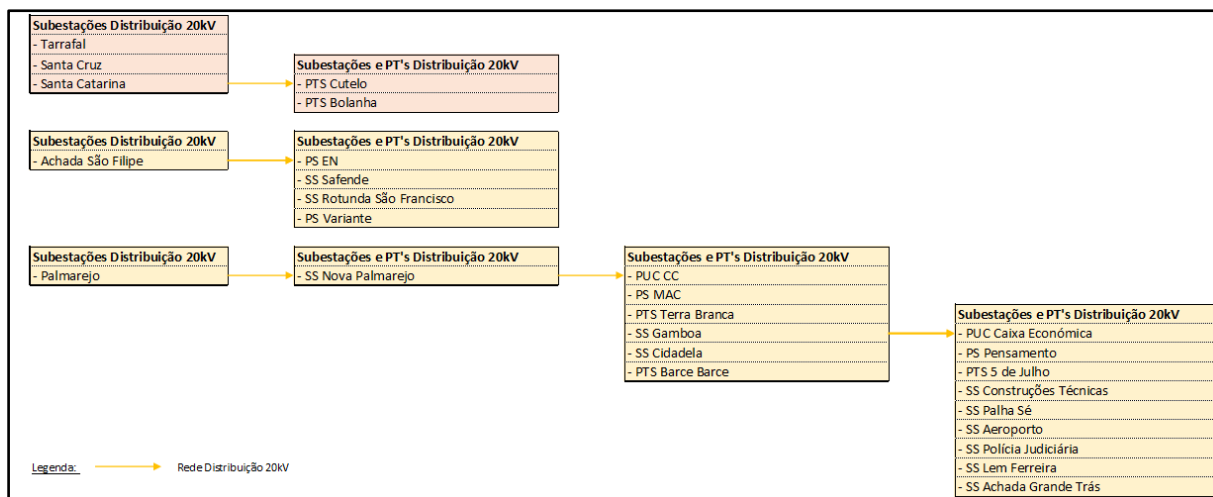 Subestações Distribuição 20kV
- Tarrafal
- Santa Cruz
- Santa Catarina
Subestações e PT's Distribuição 20kV
- PTS Cutelo
- PTS Bolanha
Subestações Distribuição 20kV
- Achada São Filipe
Subestações e PT's Distribuição 20kV
- PS EN
- SS Safende
- SS Rotunda São Francisco
- PS Variante
Subestações Distribuição 20kV
- Palmarejo
Subestações e PT's Distribuição 20kV
- SS Nova Palmarejo
Subestações e PT's Distribuição 20kV
- PUC CC
- PS MAC
- PTS Terra Branca
- SS Gamboa
- SS Cidadela
- PTS Barce Barce
Subestações e PT's Distribuição 20kV
- PUC Caixa Económica
- PS Pensamento
- PTS 5 de Julho
- SS Construções Técnicas
- SS Palha Sé
- SS Aeroporto
- SS Polícia Judiciária
- SS Lem Ferreira
- SS Achada Grande Trás
Legenda: Rede Distribuição 20kV